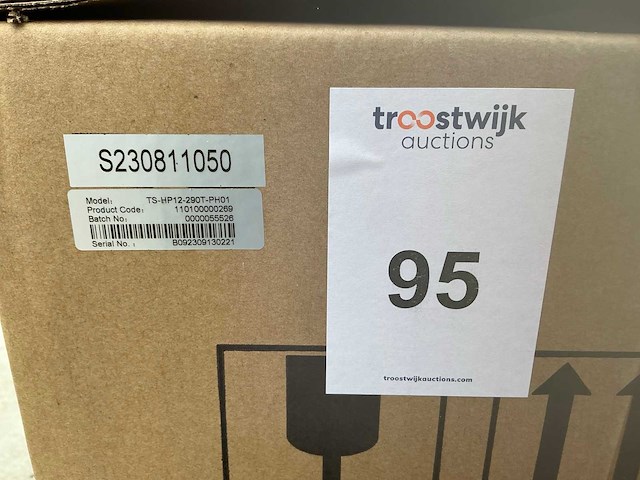 S230811050
Model: TS-HP12-290T-PH01
Product Code: 110100000269
Batch No: 0000055526
Serial No. : B092309130221
troostwijk
auctions
95
troostwijkauctions.com